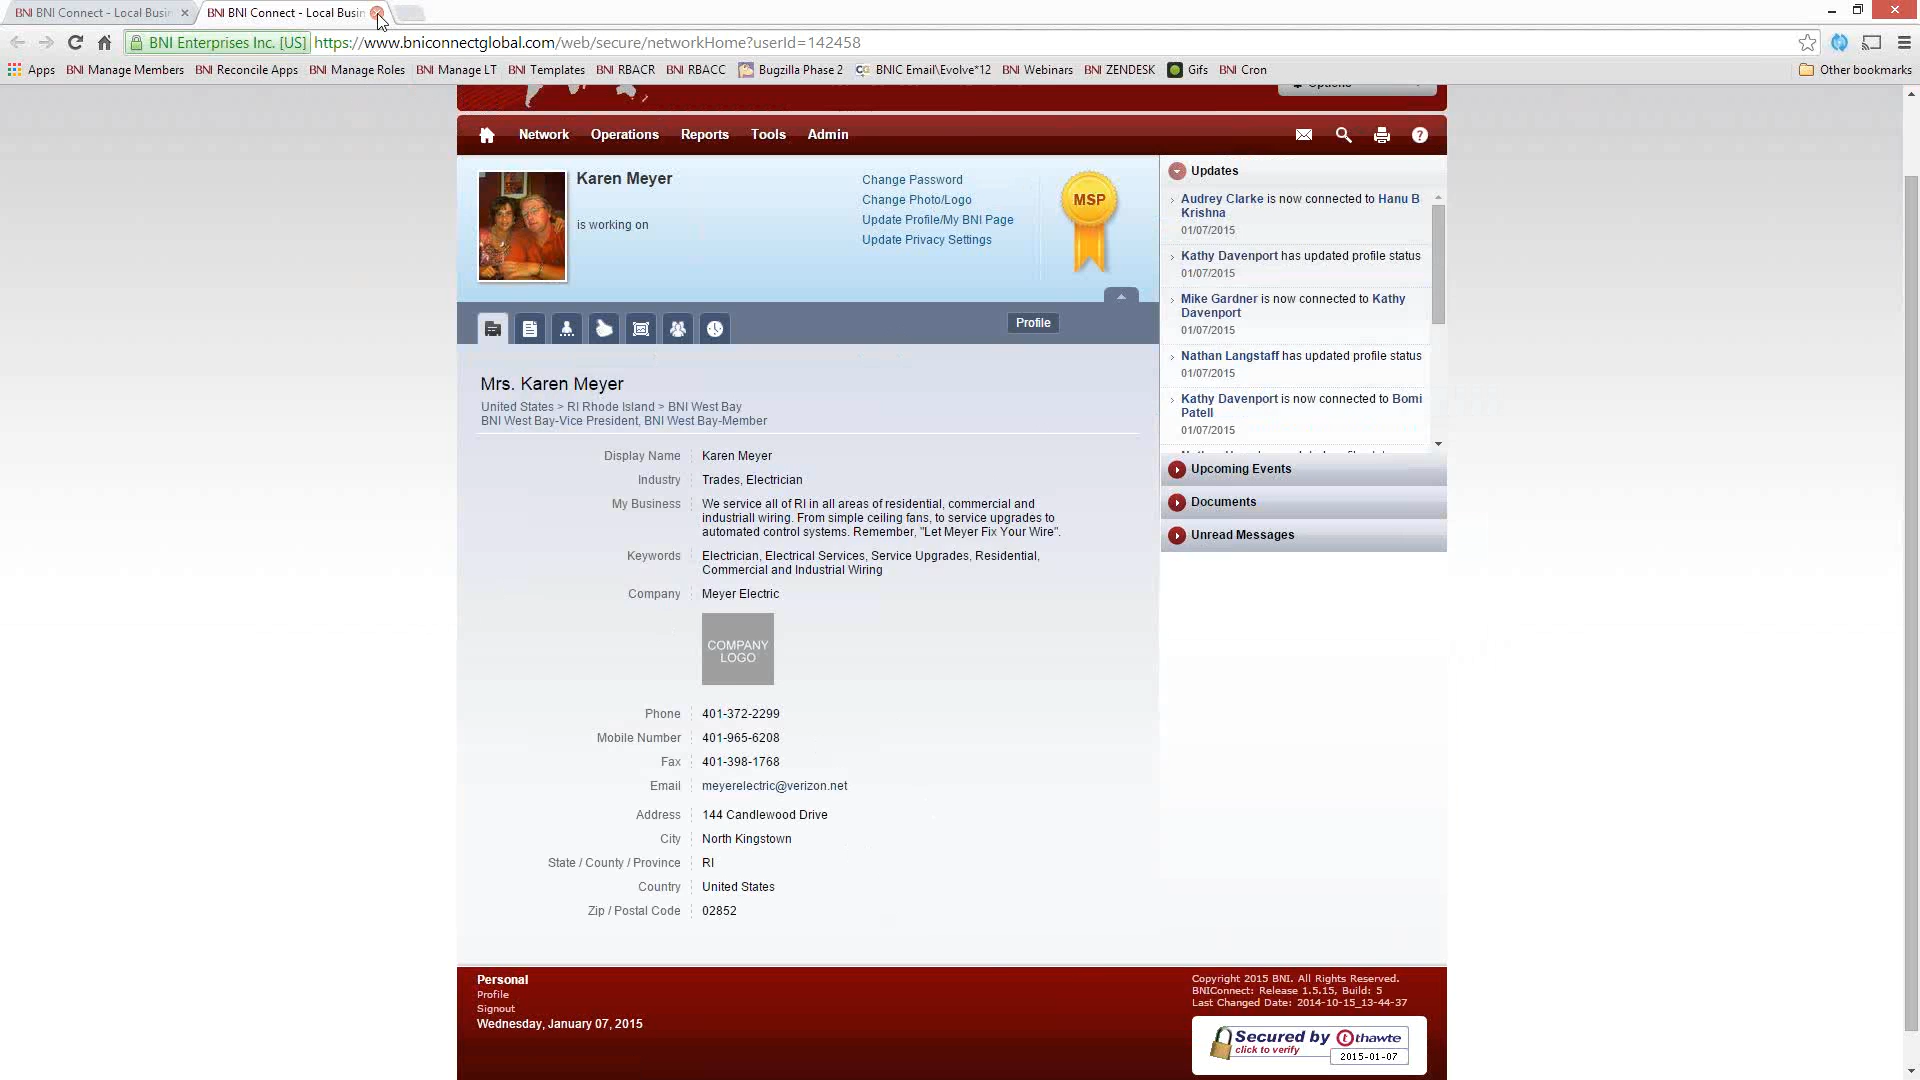 BNI BNI Connect - Local Busin
BNI BNI Connect - Local Busin
BNI Enterprises Inc. [US] https://www.bniconnectglobal.com/web/secure/networkHome?userId=142458
Apps BNI Manage Members BNI Reconcile Apps BNI Manage Roles BNI Manage LT BNI Templates BNI RBACR BNI RBACC Bugzilla Phase 2 CG BNIC Email\Evolve*12 BNI Webinars BNI ZENDESK Gifs BNI Cron Other bookmarks
Options
Network Operations Reports Tools Admin
Karen Meyer
is working on
Change Password
Change Photo/Logo
Update Profile/My BNI Page
Update Privacy Settings
MSP
Profile
Mrs. Karen Meyer
United States > RI Rhode Island > BNI West Bay
BNI West Bay-Vice President, BNI West Bay-Member
Display Name Karen Meyer
Industry Trades, Electrician
My Business We service all of RI in all areas of residential, commercial and
industriall wiring. From simple ceiling fans, to service upgrades to
automated control systems. Remember, "Let Meyer Fix Your Wire".
Keywords Electrician, Electrical Services, Service Upgrades, Residential,
Commercial and Industrial Wiring
Company Meyer Electric
COMPANY
LOGO
Phone 401-372-2299
Mobile Number 401-965-6208
Fax 401-398-1768
Email meyerelectric@verizon.net
Address 144 Candlewood Drive
City North Kingstown
State / County / Province RI
Country United States
Zip / Postal Code 02852
Updates
Audrey Clarke is now connected to Hanu B
Krishna
01/07/2015
Kathy Davenport has updated profile status
01/07/2015
Mike Gardner is now connected to Kathy
Davenport
01/07/2015
Nathan Langstaff has updated profile status
01/07/2015
Kathy Davenport is now connected to Bomi
Patell
01/07/2015
Upcoming Events
Documents
Unread Messages
Personal
Profile
Signout
Wednesday, January 07, 2015
Copyright 2015 BNI. All Rights Reserved.
BNIConnect: Release 1.5.15, Build: 5
Last Changed Date: 2014-10-15_13-44-37
Secured by thawte
click to verify
2015-01-07